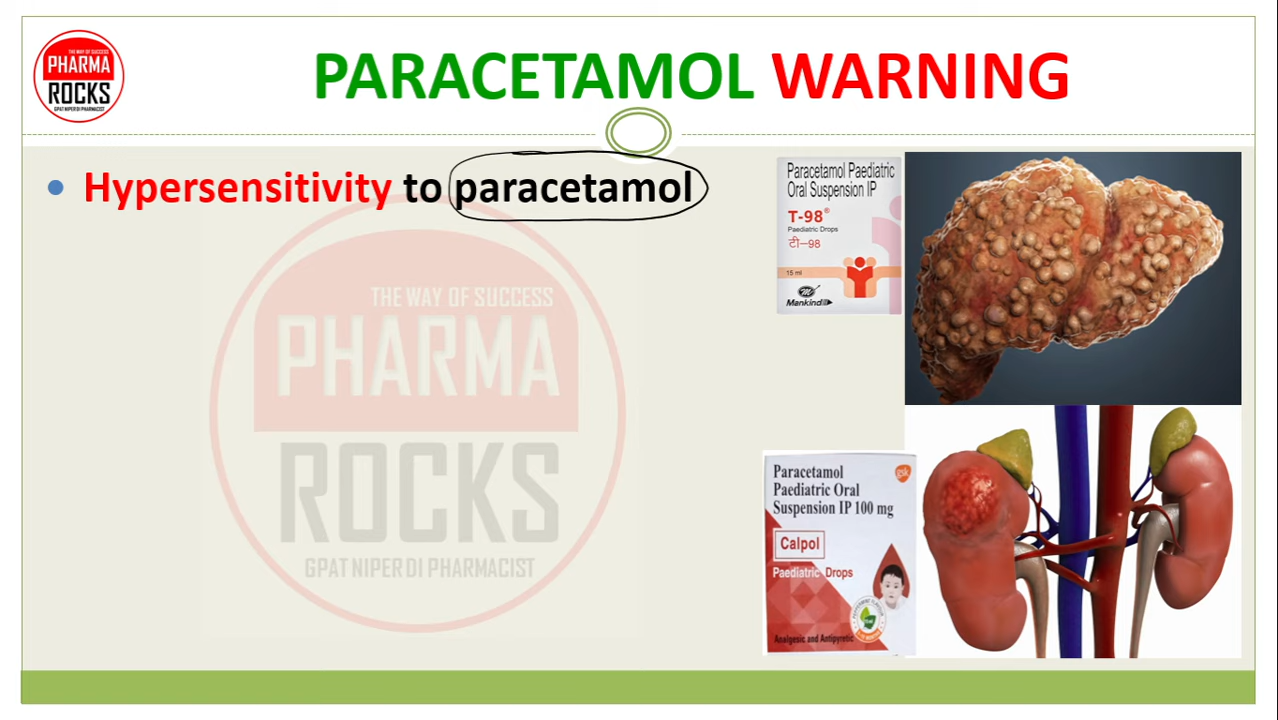 THE WAY OF SUCCESS
PHARMA
ROCKS
GPAT NIPER DI PHARMACIST
PARACETAMOL WARNING
Hypersensitivity to paracetamol
THE WAY OF SUCCESS
PHARMA
ROCKS
GPAT NIPER DI PHARMACIST
Paracetamol Paediatric
Oral Suspension IP
T-98®
Paediatric Drops
टी–98
15 ml
Mankind
gsk
Paracetamol
Paediatric Oral
Suspension IP 100 mg
Calpol
Paediatric Drops
Analgesic and Antipyretic